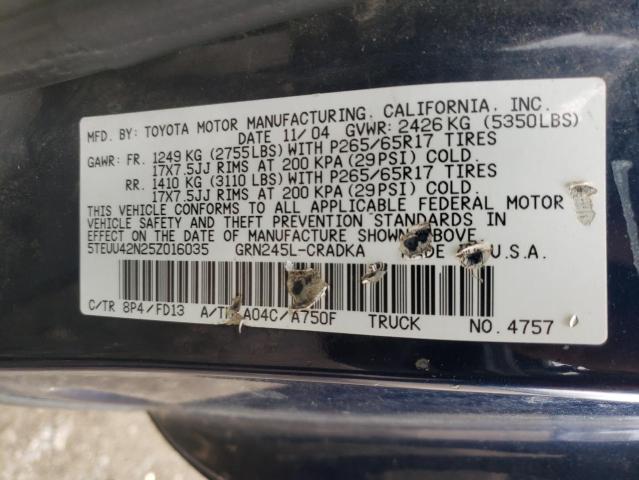 MFD. BY: TOYOTA MOTOR MANUFACTURING. CALIFORNIA. INC.
DATE 11/04 GVWR: 2426 KG (5350LBS)
GAWR: FR. 1249 KG (2755LBS) WITH P265/65R17 TIRES
17X7.5JJ RIMS AT 200 KPA (29PSI) COLD.
RR. 1410 KG (3110 LBS) WITH P265/65R17 TIRES
17X7.5JJ RIMS AT 200 KPA (29 PSI) COLD.
THIS VEHICLE CONFORMS TO ALL APPLICABLE FEDERAL MOTOR
VEHICLE SAFETY AND THEFT PREVENTION STANDARDS IN
EFFECT ON THE DATE OF MANUFACTURE SHOWN ABOVE.
5TEUU42N25Z016035 GRN245L-CRADKA MADE U.S.A.
C/TR 8P4/FD13 A/TM A04C/A750F TRUCK NO. 4757